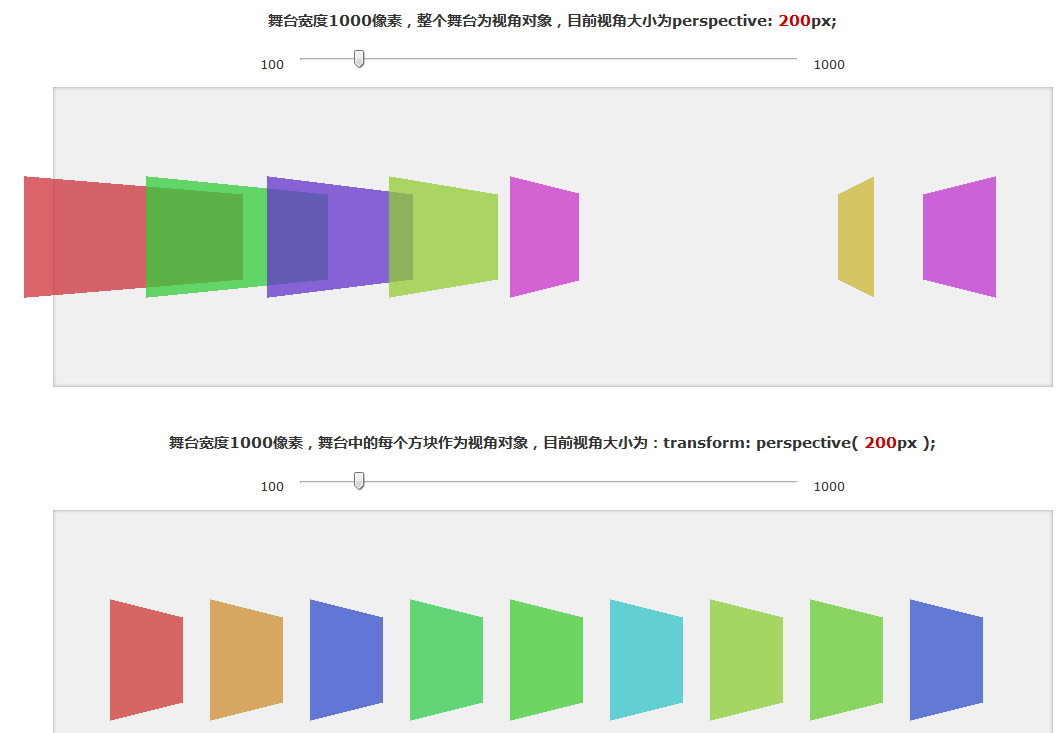 舞台宽度1000像素，整个舞台为视角对象，目前视角大小为perspective: 200px;
100 1000
舞台宽度1000像素，舞台中的每个方块作为视角对象，目前视角大小为：transform: perspective( 200px );
100 1000